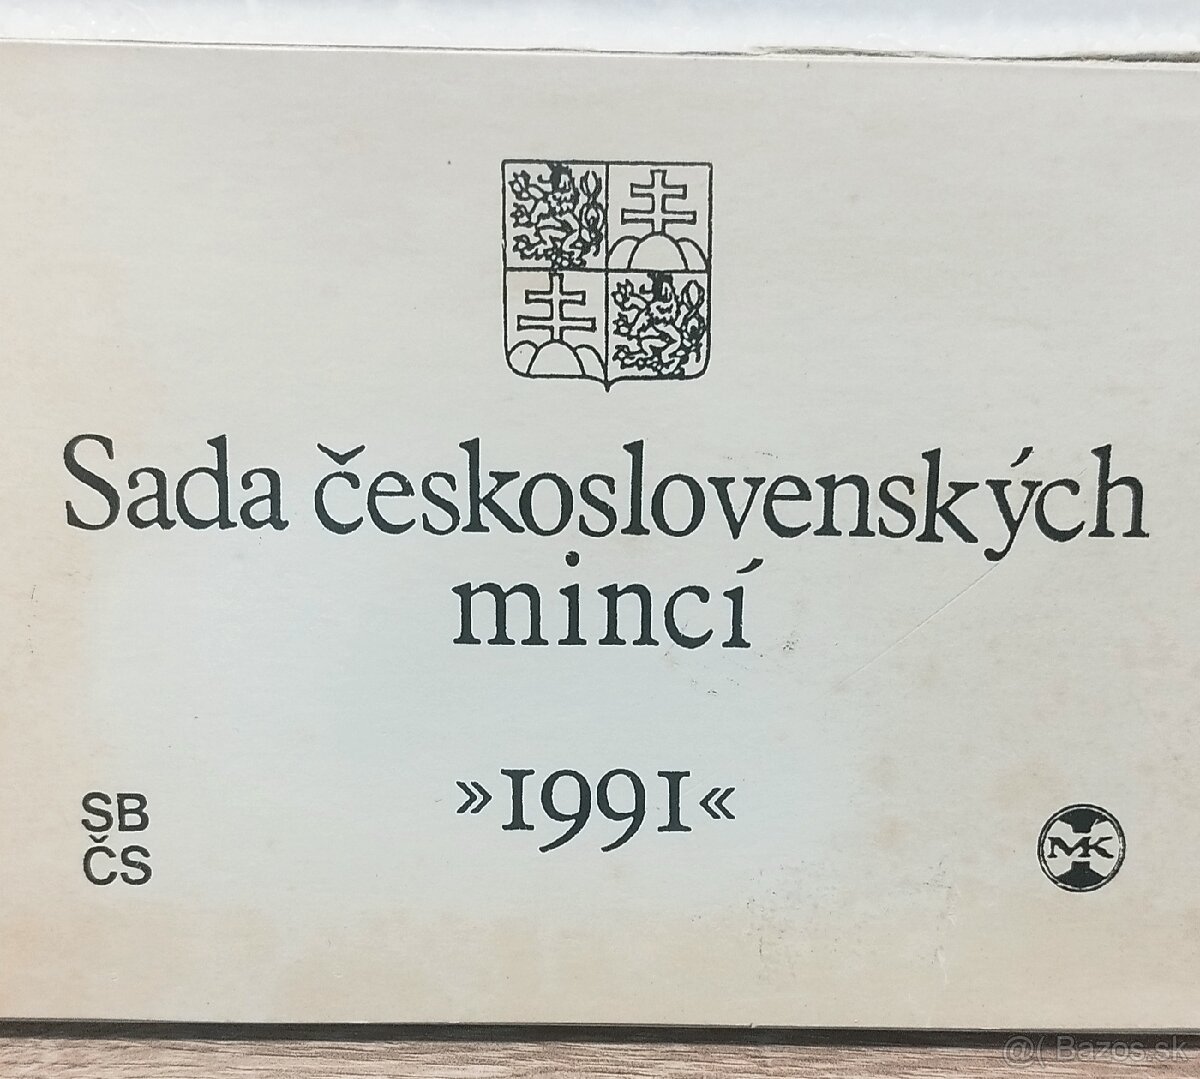 Sada československých
mincí
»1991«
SB
ČS
MK
@( Bazos.sk